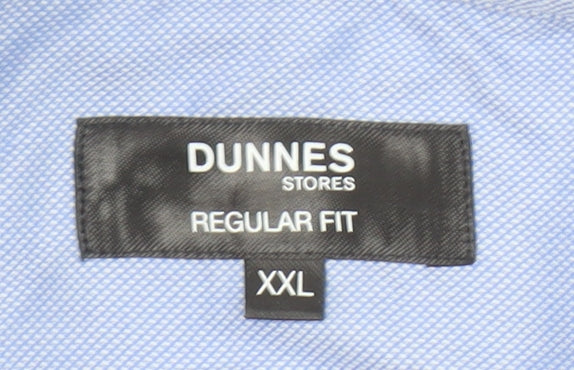 DUNNES
STORES
REGULAR FIT
XXL